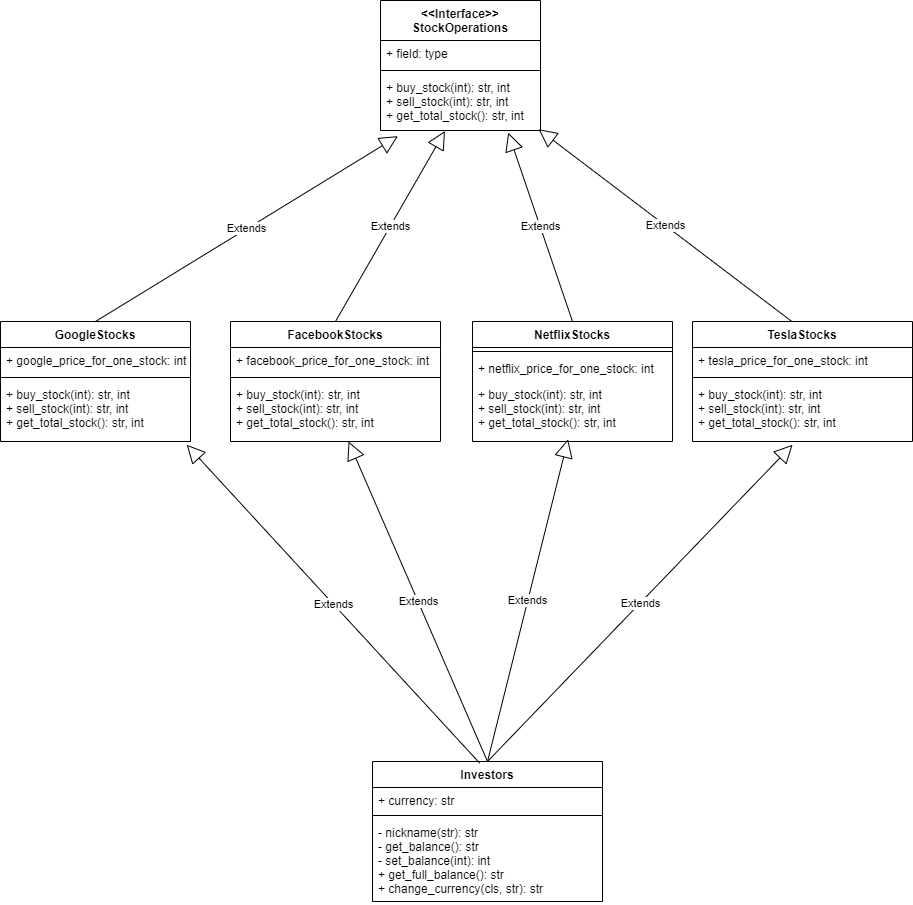 <<Interface>>
StockOperations
+ field: type
+ buy_stock(int): str, int
+ sell_stock(int): str, int
+ get_total_stock(): str, int
Extends
Extends
Extends
Extends
GoogleStocks
+ google_price_for_one_stock: int
+ buy_stock(int): str, int
+ sell_stock(int): str, int
+ get_total_stock(): str, int
FacebookStocks
+ facebook_price_for_one_stock: int
+ buy_stock(int): str, int
+ sell_stock(int): str, int
+ get_total_stock(): str, int
NetflixStocks
+ netflix_price_for_one_stock: int
+ buy_stock(int): str, int
+ sell_stock(int): str, int
+ get_total_stock(): str, int
TeslaStocks
+ tesla_price_for_one_stock: int
+ buy_stock(int): str, int
+ sell_stock(int): str, int
+ get_total_stock(): str, int
Extends
Extends
Extends
Extends
Investors
+ currency: str
- nickname(str): str
- get_balance(): str
- set_balance(int): int
+ get_full_balance(): str
+ change_currency(cls, str): str